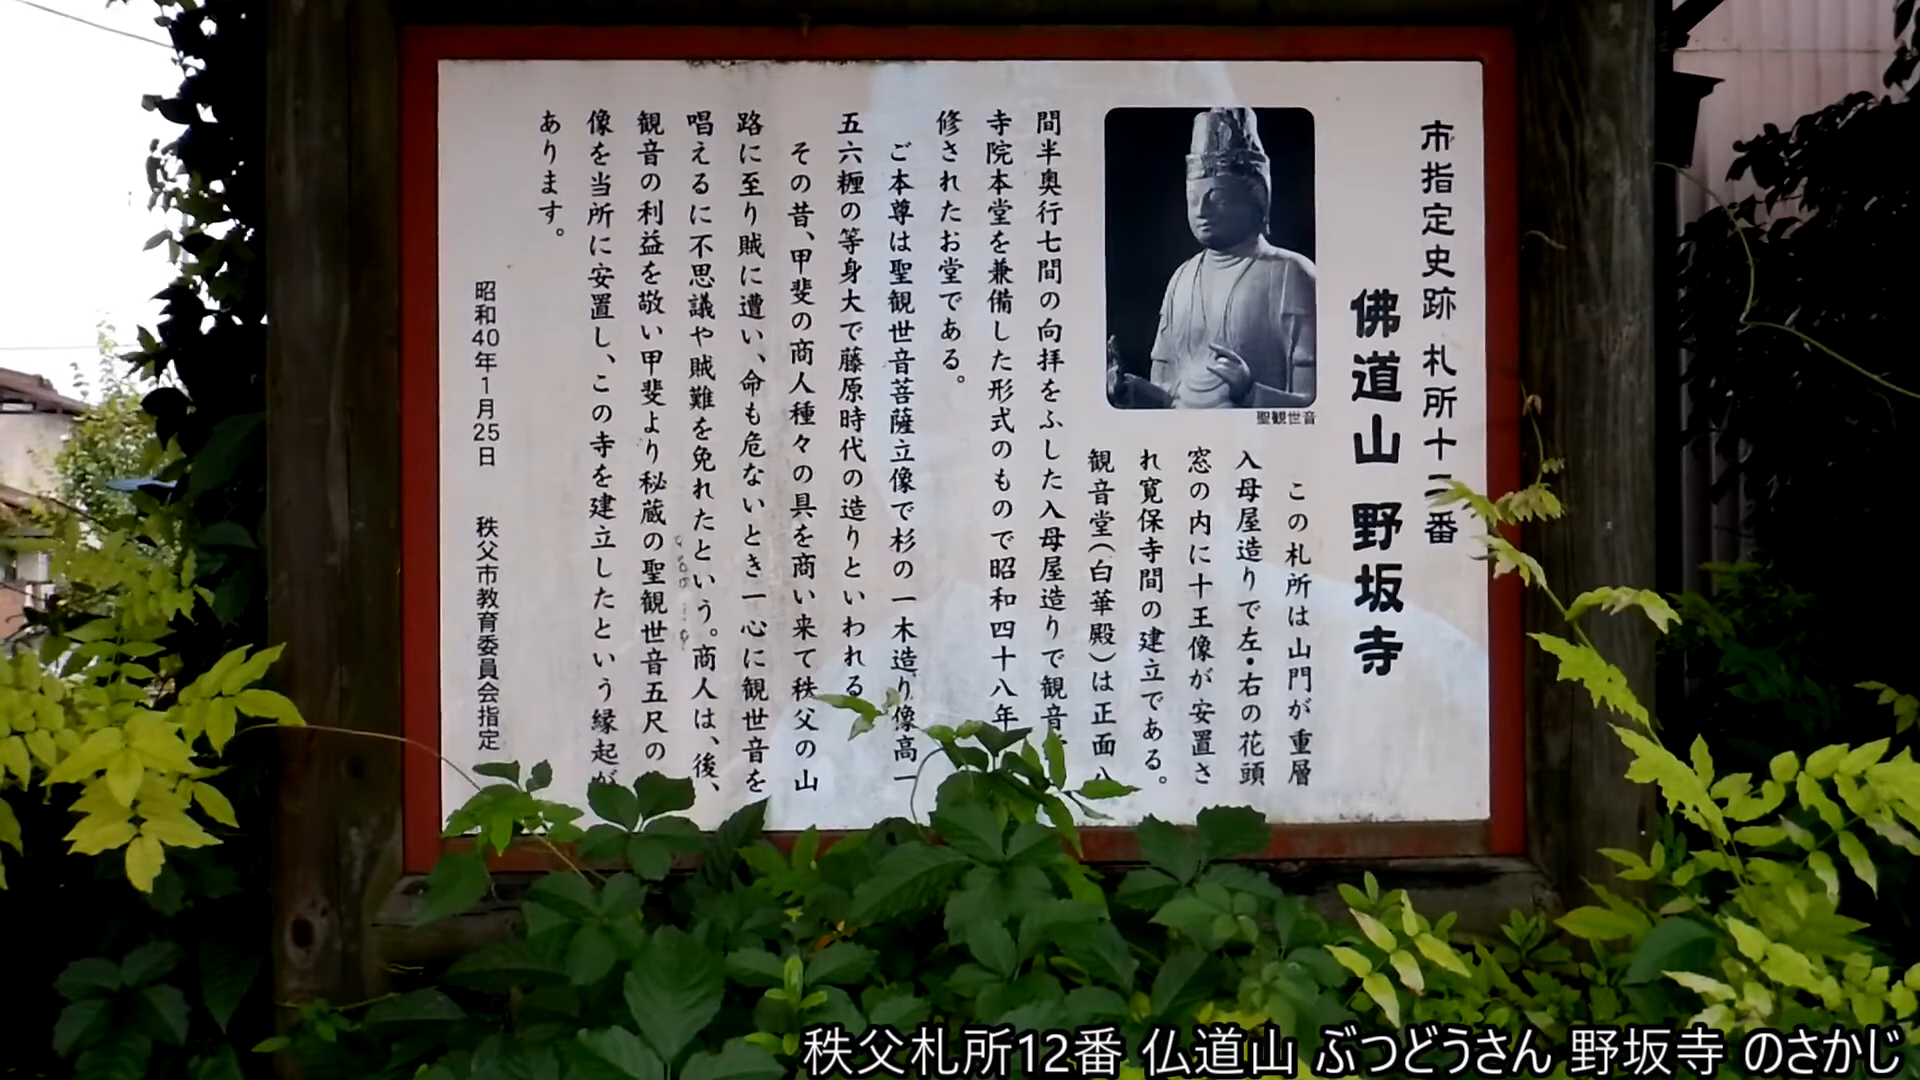 市指定史跡 札所十二番
佛道山 野坂寺
この札所は山門が重層
入母屋造りで左・右の花頭
窓の内に十王像が安置さ
れ寛保寺間の建立である。
観音堂(白華殿)は正面八
間半奥行七間の向拝をふした入母屋造りで観音
寺院本堂を兼備した形式のもので昭和四十八年
修されたお堂である。
ご本尊は聖観世音菩薩立像で杉の一木造り像高一
五六糎の等身大で藤原時代の造りといわれる
その昔、甲斐の商人種々の具を商い来て秩父の山
路に至り賊に遭い、命も危ないとき一心に観世音を
唱えるに不思議や賊難を免れたという。商人は、後、
観音の利益を敬い甲斐より秘蔵の聖観世音五尺の
像を当所に安置し、この寺を建立したという縁起が
あります。
昭和40年1月25日 秩父市教育委員会指定
聖観世音
秩父札所12番 仏道山 ぶつどうさん 野坂寺 のさかじ